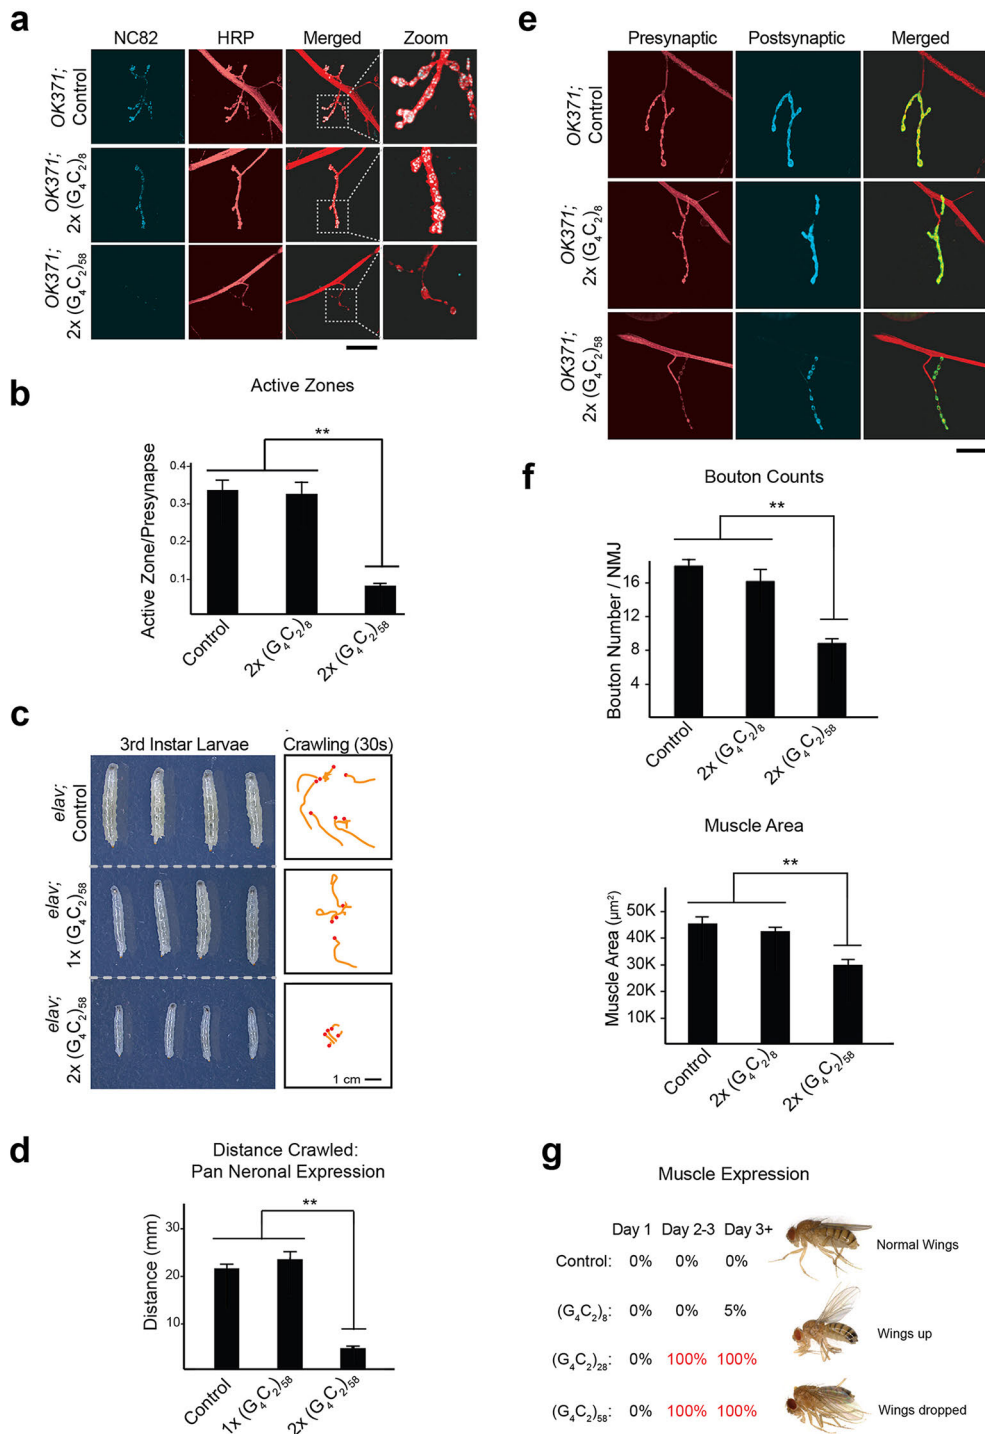 a
NC82 HRP Merged Zoom
OK371;
Control
OK371;
2x (G4C2)8
OK371;
2x (G4C2)58
b
Active Zones
**
Active Zone/Presynapse
0.4
0.3
0.1
Control
2x (G4C2)8
2x (G4C2)58
c
3rd Instar Larvae Crawling (30s)
elav;
Control
elav;
1x (G4C2)58
elav;
2x (G4C2)58
1 cm
d
Distance Crawled:
Pan Neronal Expression
**
Distance (mm)
30
20
10
Control
1x (G4C2)58
2x (G4C2)58
e
Presynaptic Postsynaptic Merged
OK371;
Control
OK371;
2x (G4C2)8
OK371;
2x (G4C2)58
f
Bouton Counts
**
Bouton Number / NMJ
16
12
8
4
Control
2x (G4C2)8
2x (G4C2)58
Muscle Area
**
Muscle Area (μm²)
50K
40K
30K
20K
10K
Control
2x (G4C2)8
2x (G4C2)58
g
Muscle Expression
Day 1 Day 2-3 Day 3+
Control: 0% 0% 0%
Normal Wings
(G4C2)8: 0% 0% 5%
Wings up
(G4C2)28: 0% 100% 100%
(G4C2)58: 0% 100% 100%
Wings dropped